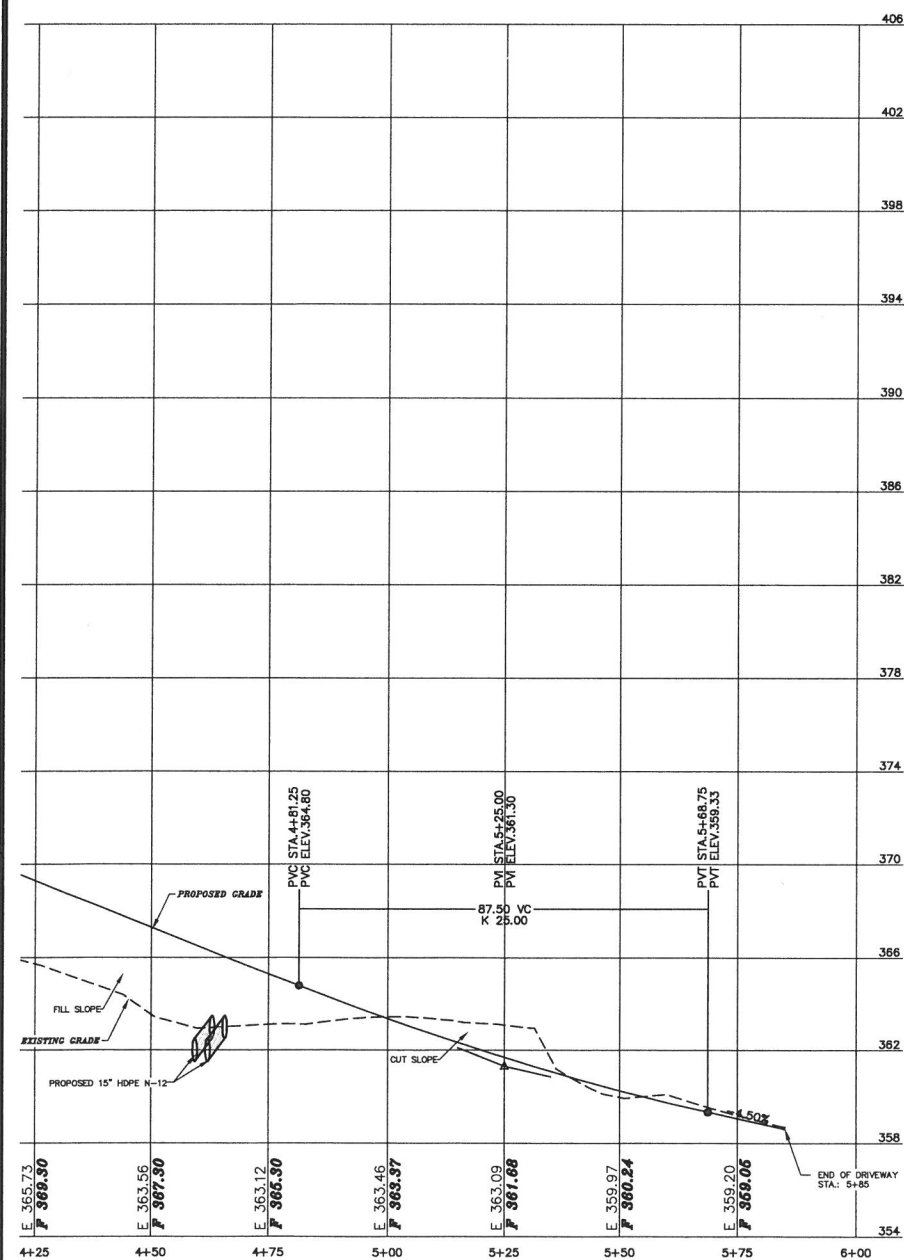 406
402
398
394
390
386
382
378
374
370
366
362
358
354
PROPOSED GRADE
FILL SLOPE
EXISTING GRADE
PROPOSED 15" HDPE N-12
PVC STA.4+81.25
PVC ELEV.364.80
PVI STA.5+25.00
PVI ELEV.361.30
PVT STA.5+68.75
PVT ELEV.359.33
87.50 VC
K 25.00
CUT SLOPE
-4.50%
END OF DRIVEWAY
STA.: 5+85
E 365.73
F 369.30
E 363.56
F 367.30
E 363.12
F 365.30
E 363.46
F 363.37
E 363.09
F 361.68
E 359.97
F 360.24
E 359.20
F 359.05
4+25
4+50
4+75
5+00
5+25
5+50
5+75
6+00